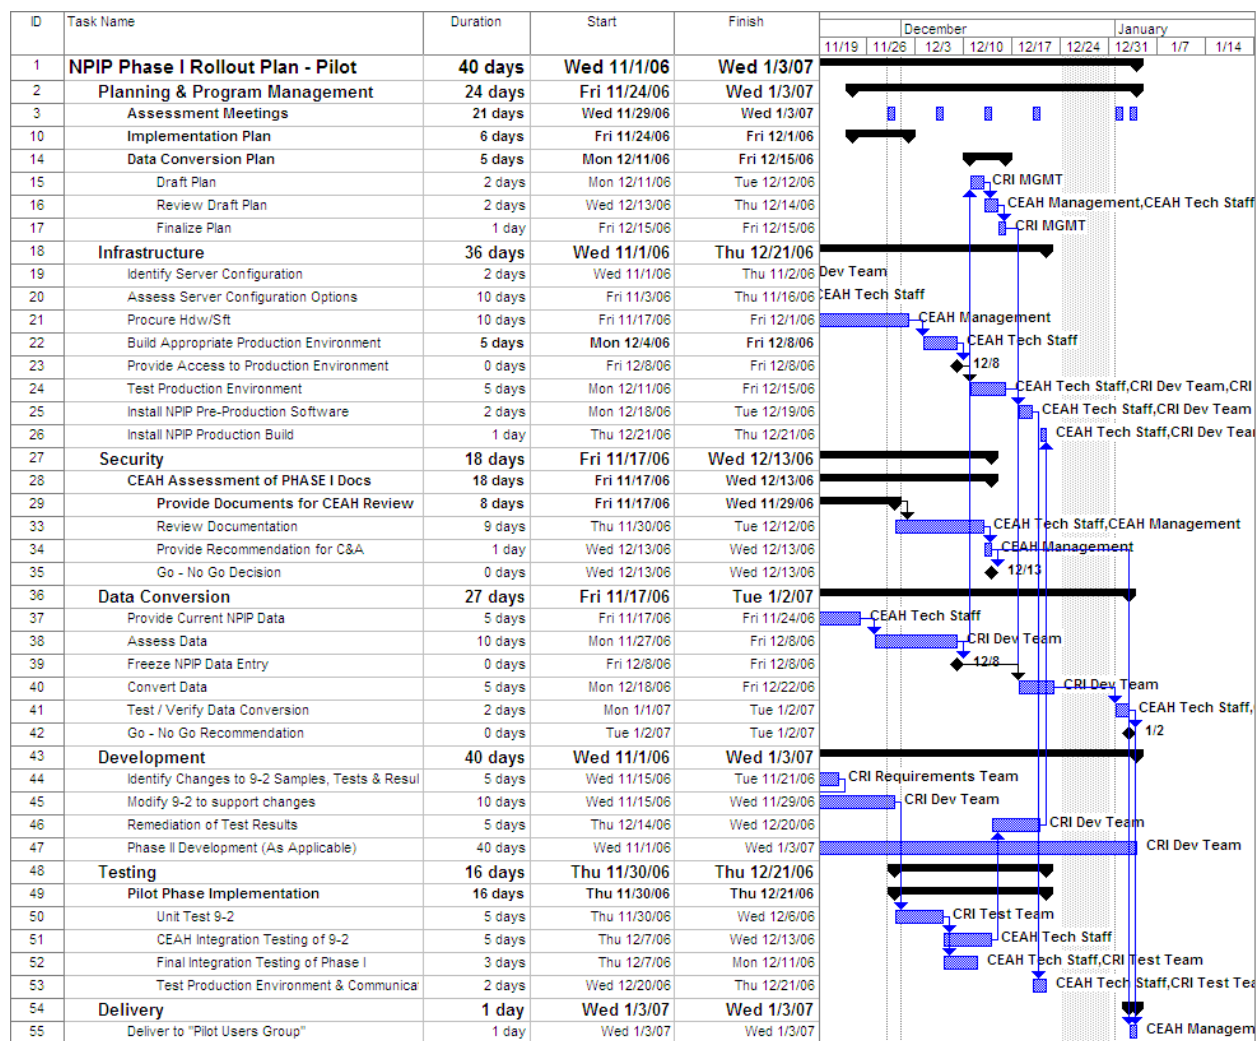 ID Task Name Duration Start Finish
December January
11/19 11/26 12/3 12/10 12/17 12/24 12/31 1/7 1/14
1 NPIP Phase I Rollout Plan - Pilot 40 days Wed 11/1/06 Wed 1/3/07
2 Planning & Program Management 24 days Fri 11/24/06 Wed 1/3/07
3 Assessment Meetings 21 days Wed 11/29/06 Wed 1/3/07
10 Implementation Plan 6 days Fri 11/24/06 Fri 12/1/06
14 Data Conversion Plan 5 days Mon 12/11/06 Fri 12/15/06
15 Draft Plan 2 days Mon 12/11/06 Tue 12/12/06 CRI MGMT
16 Review Draft Plan 2 days Wed 12/13/06 Thu 12/14/06 CEAH Management,CEAH Tech Staff
17 Finalize Plan 1 day Fri 12/15/06 Fri 12/15/06 CRI MGMT
18 Infrastructure 36 days Wed 11/1/06 Thu 12/21/06
19 Identify Server Configuration 2 days Wed 11/1/06 Thu 11/2/06 Dev Team
20 Assess Server Configuration Options 10 days Fri 11/3/06 Thu 11/16/06 CEAH Tech Staff
21 Procure Hdw/Sft 10 days Fri 11/17/06 Fri 12/1/06 CEAH Management
22 Build Appropriate Production Environment 5 days Mon 12/4/06 Fri 12/8/06 CEAH Tech Staff
23 Provide Access to Production Environment 0 days Fri 12/8/06 Fri 12/8/06 12/8
24 Test Production Environment 5 days Mon 12/11/06 Fri 12/15/06 CEAH Tech Staff,CRI Dev Team,CRI
25 Install NPIP Pre-Production Software 2 days Mon 12/18/06 Tue 12/19/06 CEAH Tech Staff,CRI Dev Team
26 Install NPIP Production Build 1 day Thu 12/21/06 Thu 12/21/06 CEAH Tech Staff,CRI Dev Tea
27 Security 18 days Fri 11/17/06 Wed 12/13/06
28 CEAH Assessment of PHASE I Docs 18 days Fri 11/17/06 Wed 12/13/06
29 Provide Documents for CEAH Review 8 days Fri 11/17/06 Wed 11/29/06
33 Review Documentation 9 days Thu 11/30/06 Tue 12/12/06 CEAH Tech Staff,CEAH Management
34 Provide Recommendation for C&A 1 day Wed 12/13/06 Wed 12/13/06 CEAH Management
35 Go - No Go Decision 0 days Wed 12/13/06 Wed 12/13/06 12/13
36 Data Conversion 27 days Fri 11/17/06 Tue 1/2/07
37 Provide Current NPIP Data 5 days Fri 11/17/06 Fri 11/24/06 CEAH Tech Staff
38 Assess Data 10 days Mon 11/27/06 Fri 12/8/06 CRI Dev Team
39 Freeze NPIP Data Entry 0 days Fri 12/8/06 Fri 12/8/06 12/8
40 Convert Data 5 days Mon 12/18/06 Fri 12/22/06 CRI Dev Team
41 Test / Verify Data Conversion 2 days Mon 1/1/07 Tue 1/2/07 CEAH Tech Staff,
42 Go - No Go Recommendation 0 days Tue 1/2/07 Tue 1/2/07 1/2
43 Development 40 days Wed 11/1/06 Wed 1/3/07
44 Identify Changes to 9-2 Samples, Tests & Resul 5 days Wed 11/15/06 Tue 11/21/06 CRI Requirements Team
45 Modify 9-2 to support changes 10 days Wed 11/15/06 Wed 11/29/06 CRI Dev Team
46 Remediation of Test Results 5 days Thu 12/14/06 Wed 12/20/06 CRI Dev Team
47 Phase II Development (As Applicable) 40 days Wed 11/1/06 Wed 1/3/07 CRI Dev Team
48 Testing 16 days Thu 11/30/06 Thu 12/21/06
49 Pilot Phase Implementation 16 days Thu 11/30/06 Thu 12/21/06
50 Unit Test 9-2 5 days Thu 11/30/06 Wed 12/6/06 CRI Test Team
51 CEAH Integration Testing of 9-2 5 days Thu 12/7/06 Wed 12/13/06 CEAH Tech Staff
52 Final Integration Testing of Phase I 3 days Thu 12/7/06 Mon 12/11/06 CEAH Tech Staff,CRI Test Team
53 Test Production Environment & Communica 2 days Wed 12/20/06 Thu 12/21/06 CEAH Tech Staff,CRI Test Tea
54 Delivery 1 day Wed 1/3/07 Wed 1/3/07
55 Deliver to "Pilot Users Group" 1 day Wed 1/3/07 Wed 1/3/07 CEAH Managem